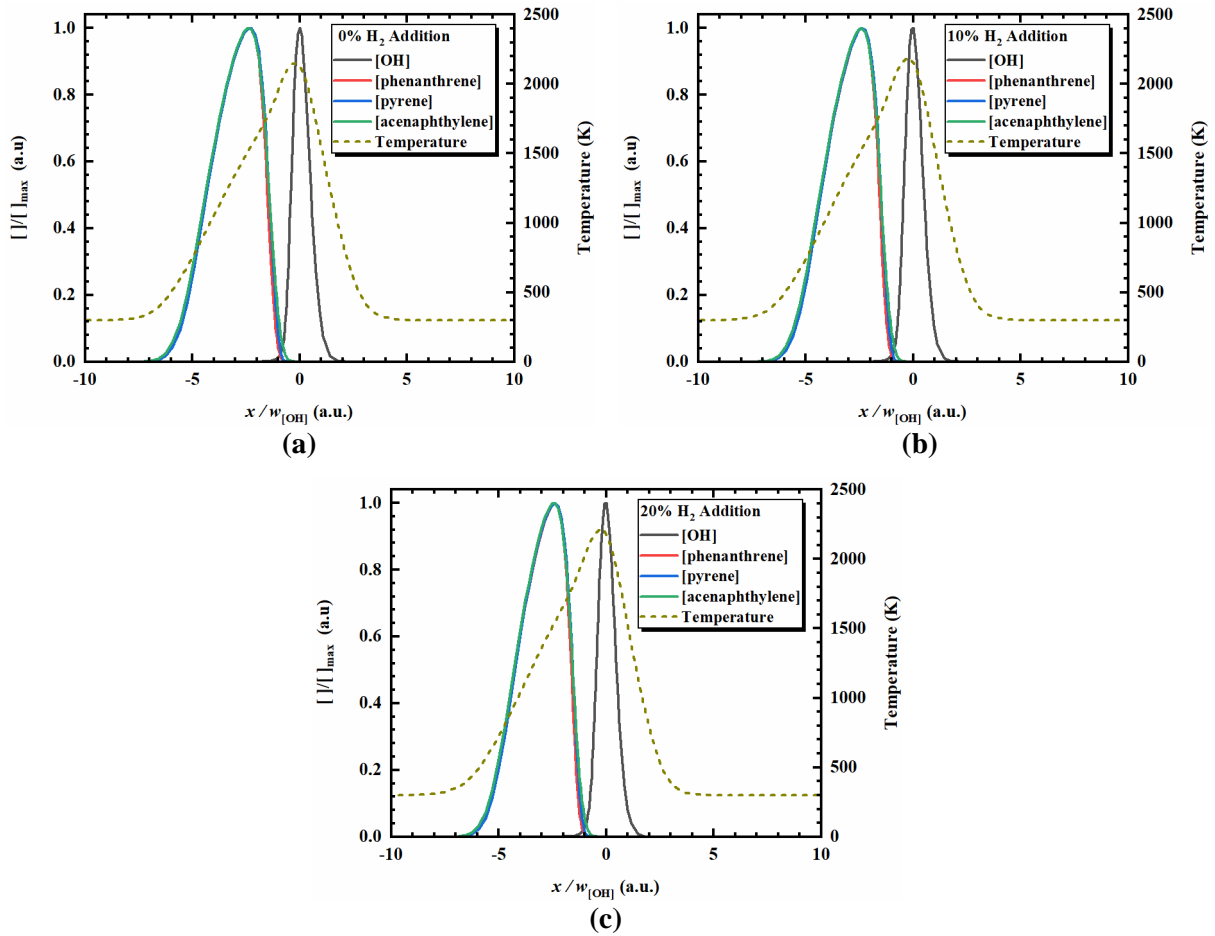 0% H2 Addition
[OH]
[phenanthrene]
[pyrene]
[acenaphthylene]
Temperature
[ ]/[ ]max (a.u)
1.0
0.8
0.6
0.4
0.2
0.0
-10
-5
0
5
10
x / w[OH] (a.u.)
2500
2000
1500
1000
500
0
Temperature (K)
(a)
10% H2 Addition
[OH]
[phenanthrene]
[pyrene]
[acenaphthylene]
Temperature
[ ]/[ ]max (a.u)
1.0
0.8
0.6
0.4
0.2
0.0
-10
-5
0
5
10
x / w[OH] (a.u.)
2500
2000
1500
1000
500
0
Temperature (K)
(b)
20% H2 Addition
[OH]
[phenanthrene]
[pyrene]
[acenaphthylene]
Temperature
[ ]/[ ]max (a.u)
1.0
0.8
0.6
0.4
0.2
0.0
-10
-5
0
5
10
x / w[OH] (a.u.)
2500
2000
1500
1000
500
0
Temperature (K)
(c)